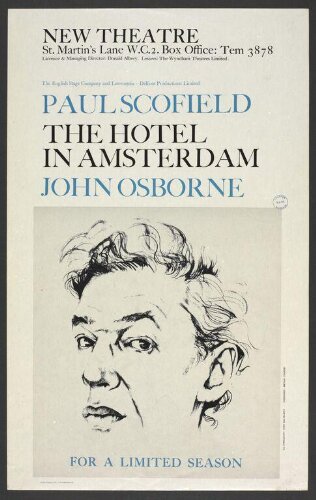 NEW THEATRE
St. Martin's Lane W.C.2. Box Office: Tem 3878
Licensee & Managing Director: Donald Albery. Lessees: The Wyndham Theatres Limited.
The English Stage Company and Productions Limited
PAUL SCOFIELD
THE HOTEL
IN AMSTERDAM
JOHN OSBORNE
FOR A LIMITED SEASON